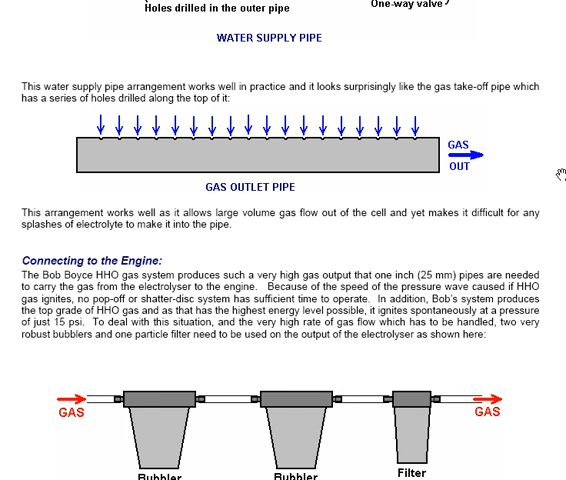 Holes drilled in the outer pipe
One-way valve
WATER SUPPLY PIPE
This water supply pipe arrangement works well in practice and it looks surprisingly like the gas take-off pipe which
has a series of holes drilled along the top of it:
GAS
OUT
GAS OUTLET PIPE
This arrangement works well as it allows large volume gas flow out of the cell and yet makes it difficult for any
splashes of electrolyte to make it into the pipe.
Connecting to the Engine:
The Bob Boyce HHO gas system produces such a very high gas output that one inch (25 mm) pipes are needed
to carry the gas from the electrolyser to the engine. Because of the speed of the pressure wave caused if HHO
gas ignites, no pop-off or shatter-disc system has sufficient time to operate. In addition, Bob's system produces
the top grade of HHO gas and as that has the highest energy level possible, it ignites spontaneously at a pressure
of just 15 psi. To deal with this situation, and the very high rate of gas flow which has to be handled, two very
robust bubblers and one particle filter need to be used on the output of the electrolyser as shown here:
GAS
GAS
Bubbler
Bubbler
Filter